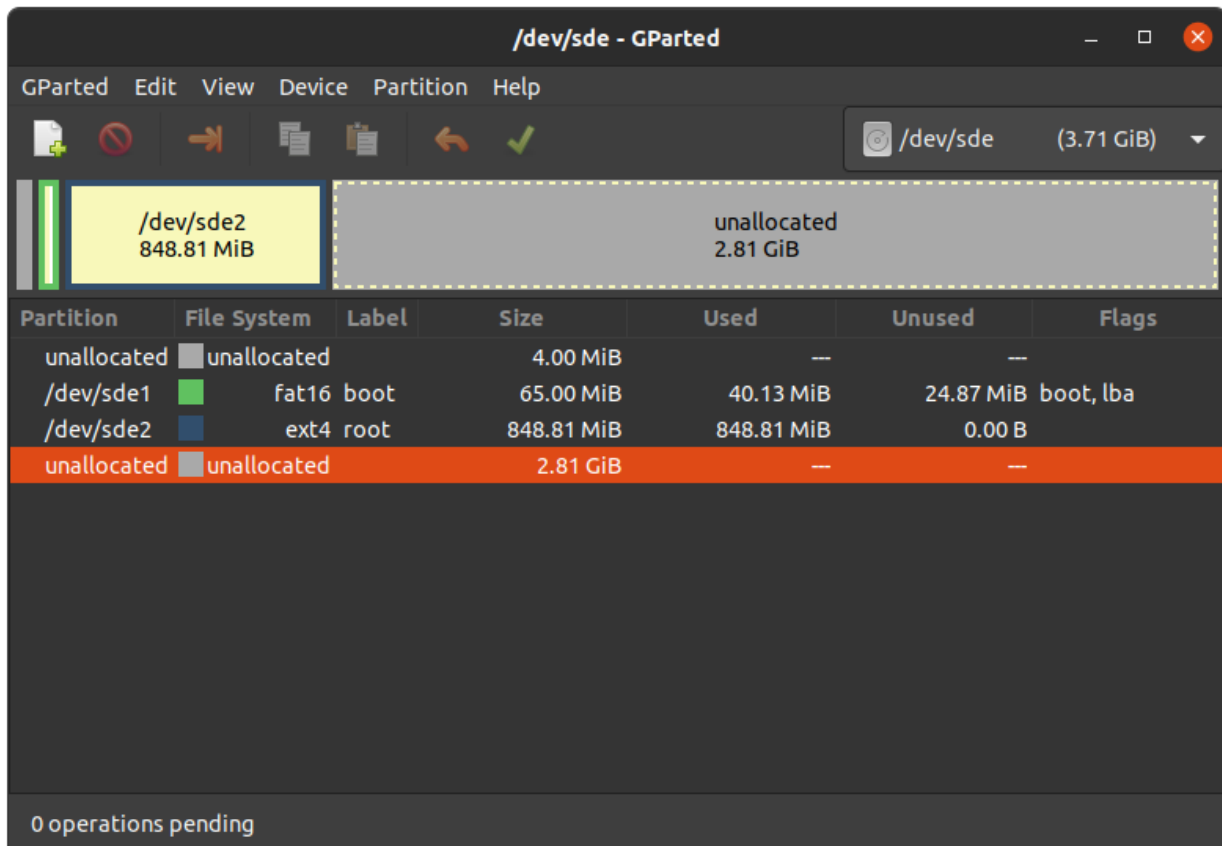 /dev/sde - GParted
GParted Edit View Device Partition Help
/dev/sde (3.71 GiB)
/dev/sde2
848.81 MiB
unallocated
2.81 GiB
Partition File System Label Size Used Unused Flags
unallocated unallocated 4.00 MiB --- ---
/dev/sde1 fat16 boot 65.00 MiB 40.13 MiB 24.87 MiB boot, lba
/dev/sde2 ext4 root 848.81 MiB 848.81 MiB 0.00 B
unallocated unallocated 2.81 GiB --- ---
0 operations pending